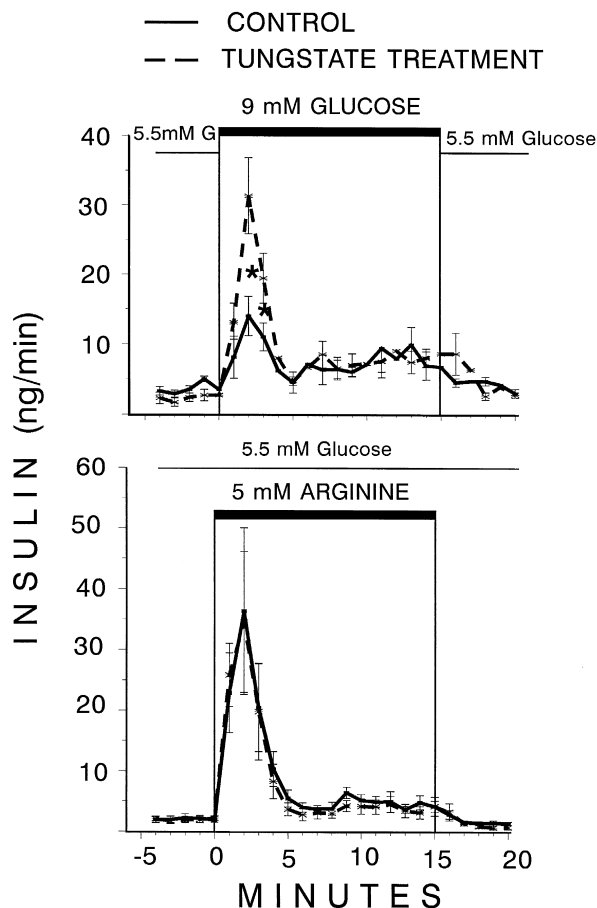 CONTROL
TUNGSTATE TREATMENT
9 mM GLUCOSE
5.5mM G
5.5 mM Glucose
40
30
20
10
*
*
5.5 mM Glucose
5 mM ARGININE
60
50
40
30
20
10
-5 0 5 10 15 20
MINUTES
INSULIN (ng/min)